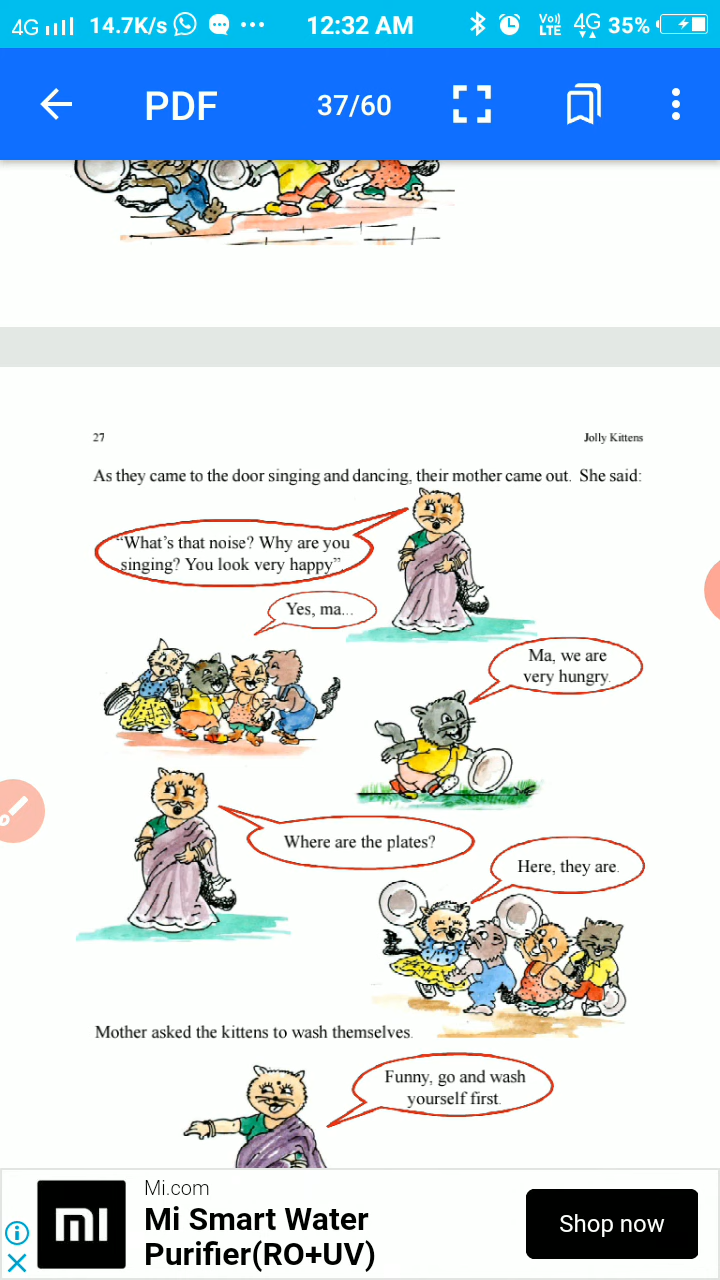 4G 14.7K/s 12:32 AM Vo) LTE 4G 35%
PDF 37/60
27 Jolly Kittens
As they came to the door singing and dancing, their mother came out. She said:
"What's that noise? Why are you
singing? You look very happy".
Yes, ma...
Ma, we are
very hungry.
Where are the plates?
Here, they are.
Mother asked the kittens to wash themselves.
Funny, go and wash
yourself first.
Mi.com
Mi Smart Water
Purifier(RO+UV)
Shop now